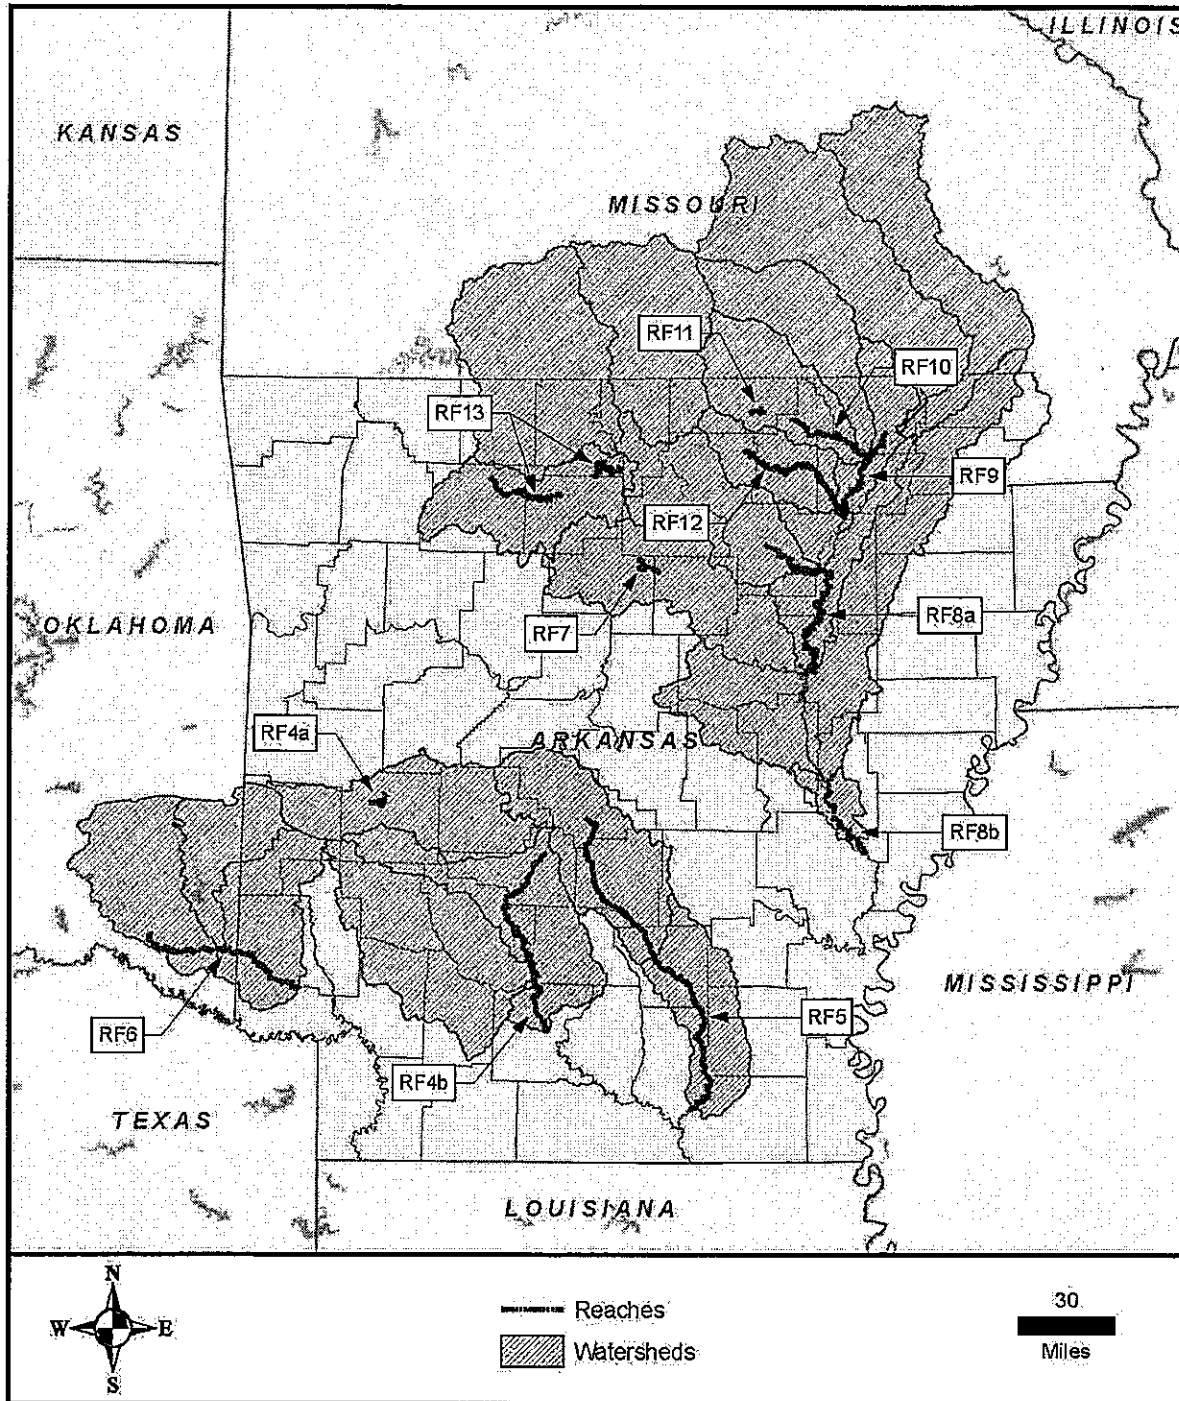 ILLINOIS
KANSAS
MISSOURI
RF11
RF10
RF13
RF9
RF12
OKLAHOMA
RF7
RF8a
RF4a
ARKANSAS
RF8b
MISSISSIPPI
RF6
RF5
RF4b
TEXAS
LOUISIANA
N
W E
S
Reaches
Watersheds
30
Miles